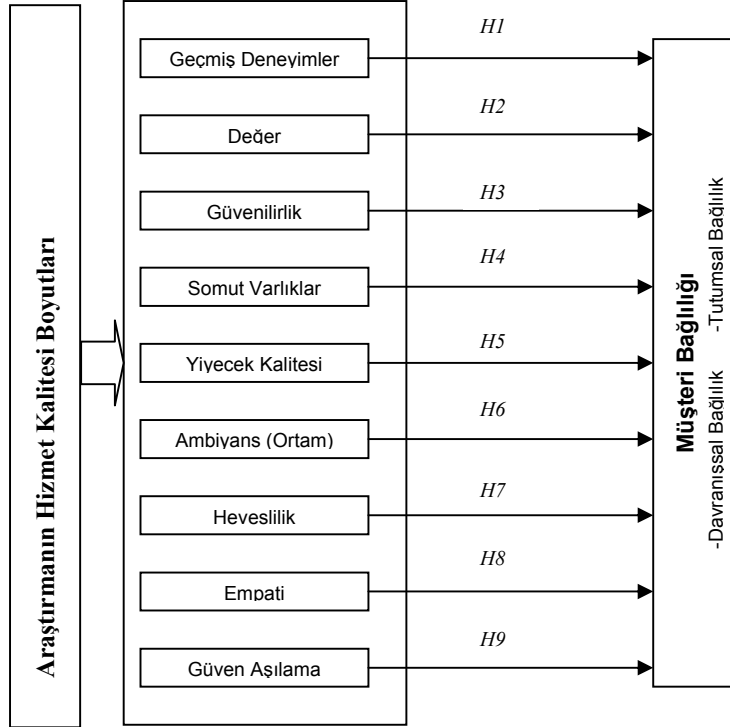 Araştırmanın Hizmet Kalitesi Boyutları
Geçmiş Deneyimler
H1
Değer
H2
Güvenilirlik
H3
Somut Varlıklar
H4
Yiyecek Kalitesi
H5
Ambiyans (Ortam)
H6
Heveslilik
H7
Empati
H8
Güven Aşılama
H9
Müşteri Bağlılığı
-Davranışsal Bağlılık -Tutumsal Bağlılık